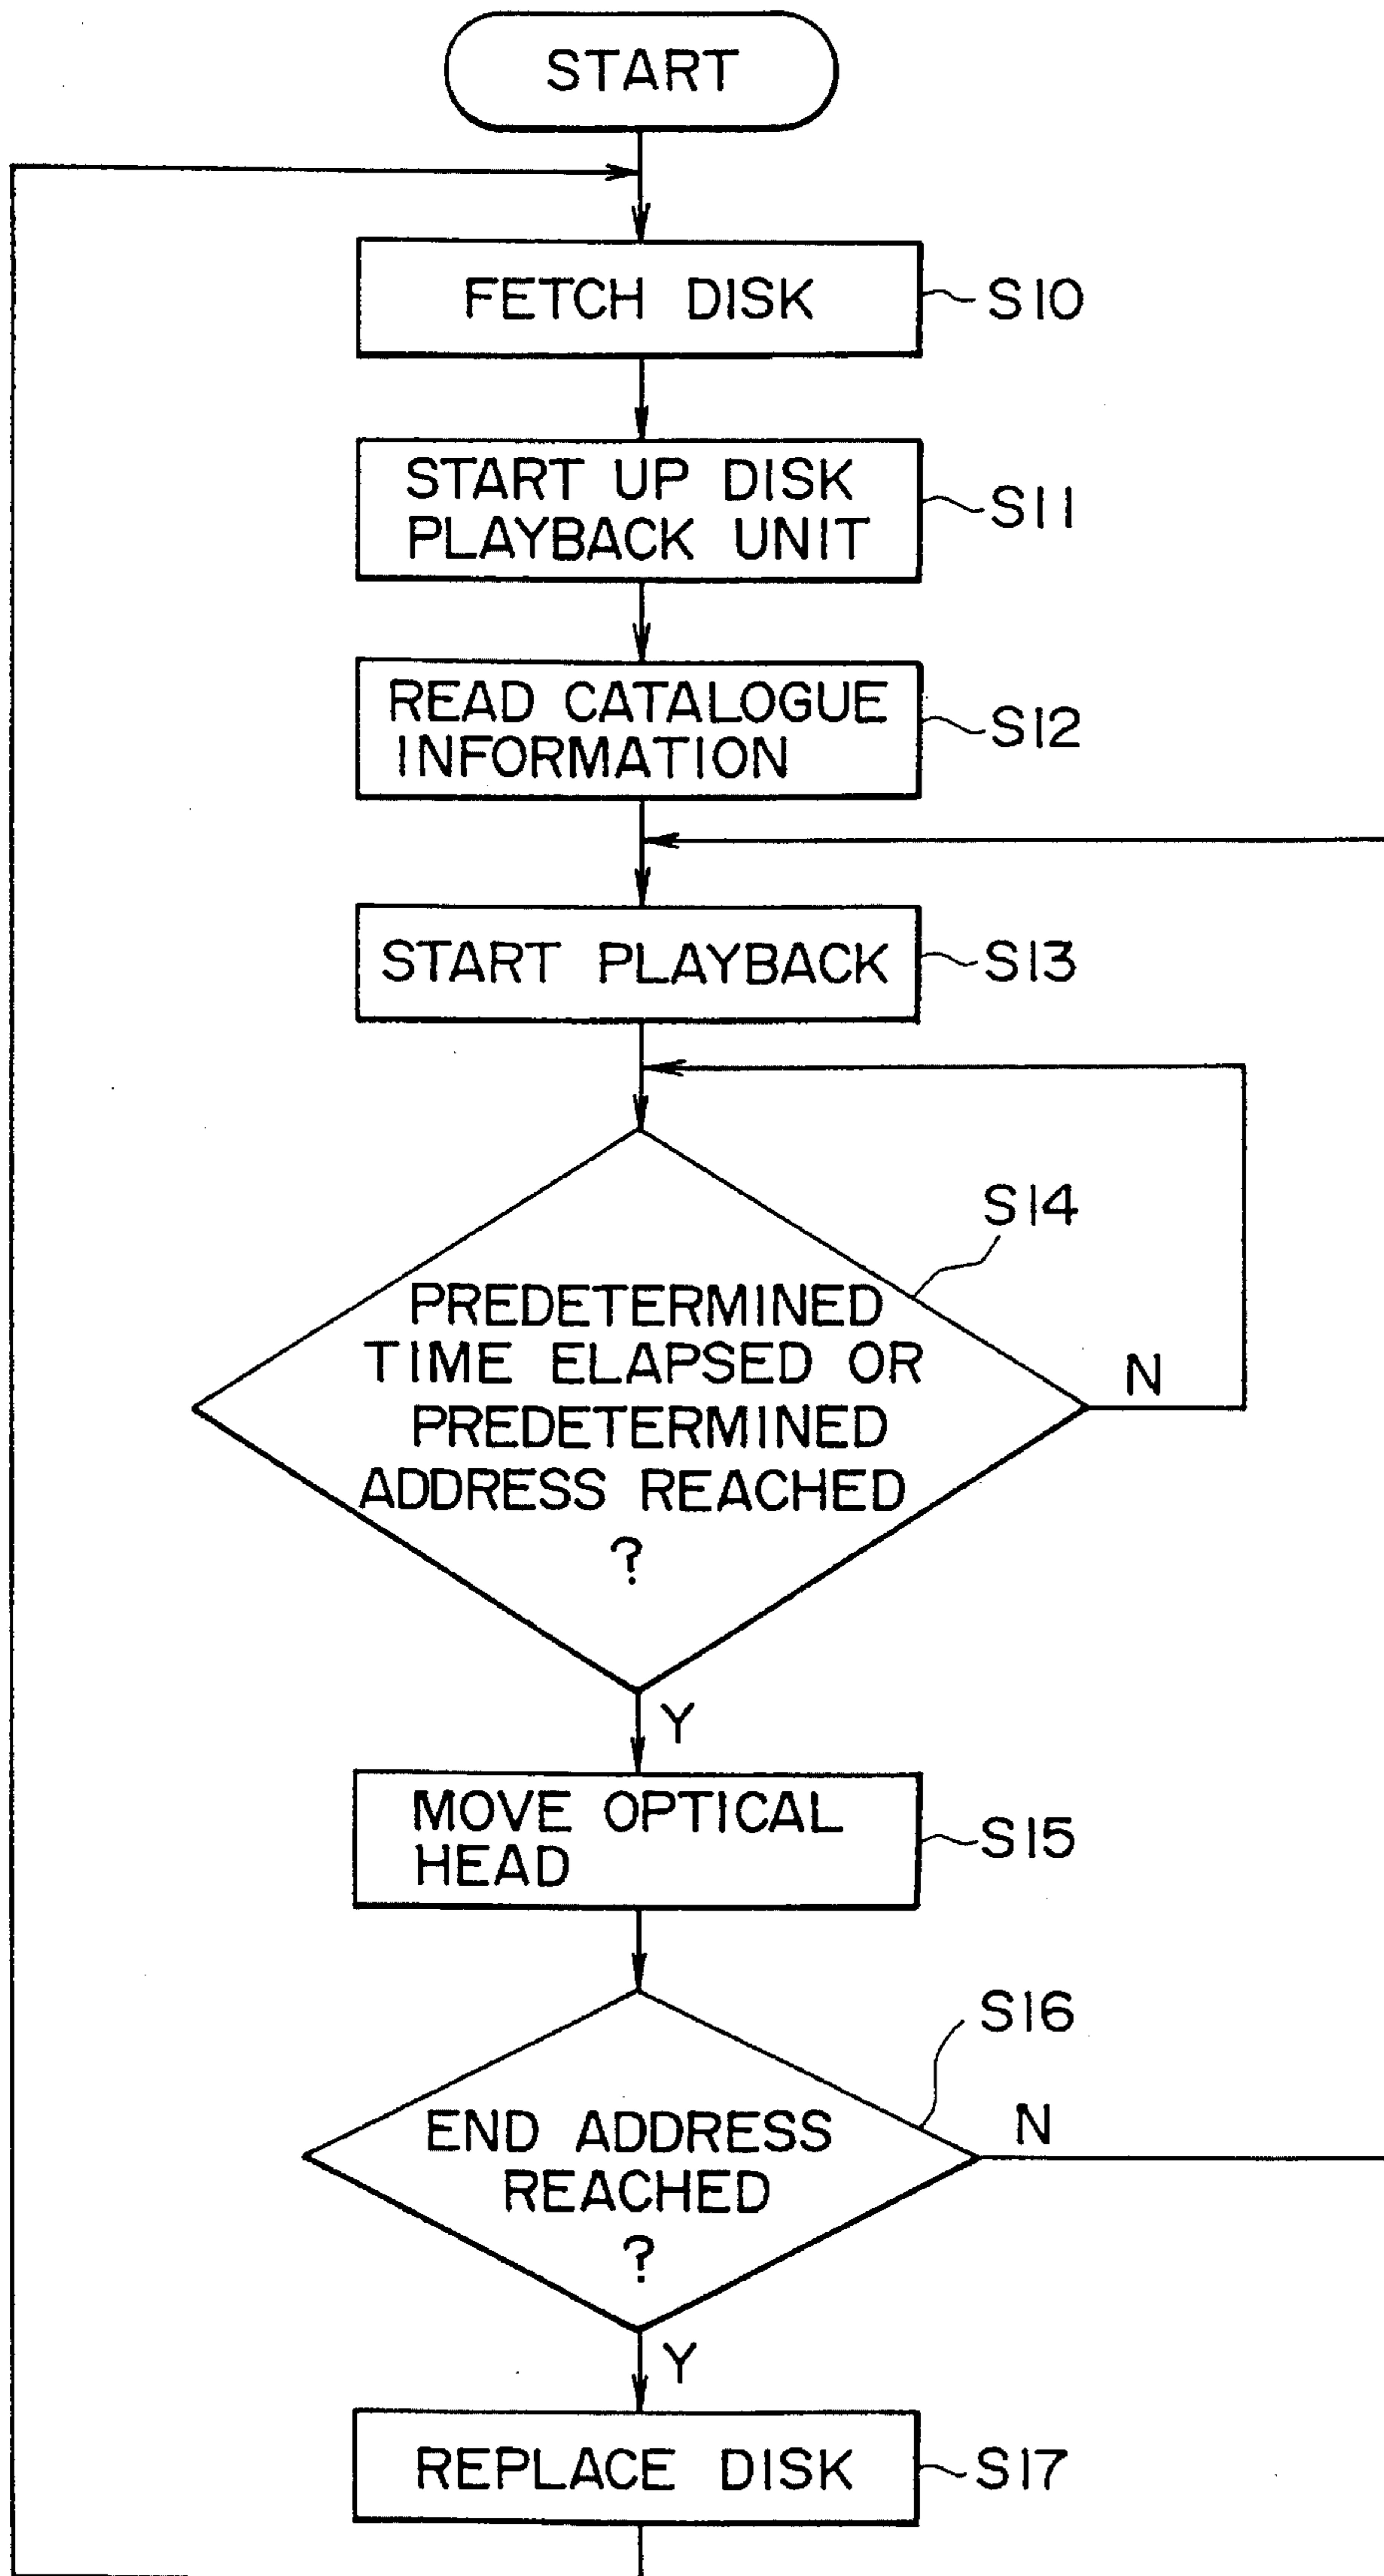 START
FETCH DISK
S10
START UP DISK
PLAYBACK UNIT
S11
READ CATALOGUE
INFORMATION
S12
START PLAYBACK
S13
S14
PREDETERMINED
TIME ELAPSED OR
PREDETERMINED
ADDRESS REACHED
?
N
Y
MOVE OPTICAL
HEAD
S15
S16
END ADDRESS
REACHED
?
N
Y
REPLACE DISK
S17